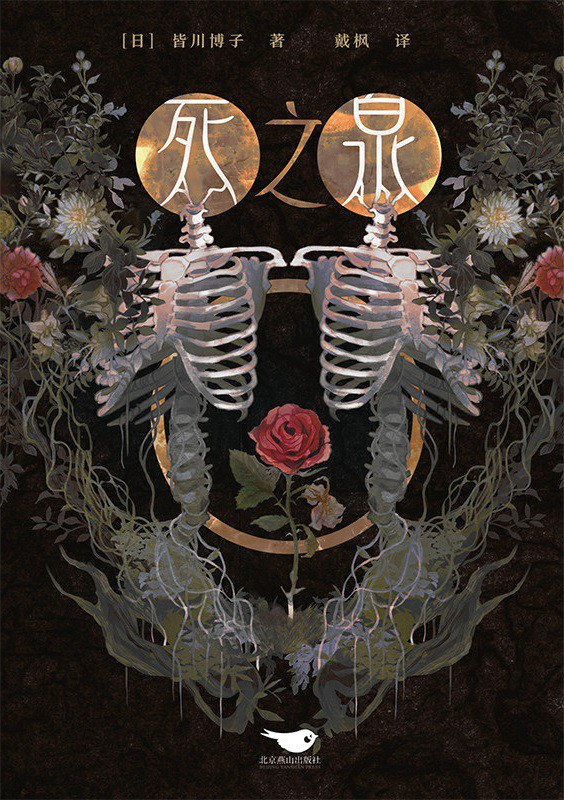 [日] 皆川博子 著 戴枫 译
死之泉
北京燕山出版社
BEIJING YANSHAN PRESS